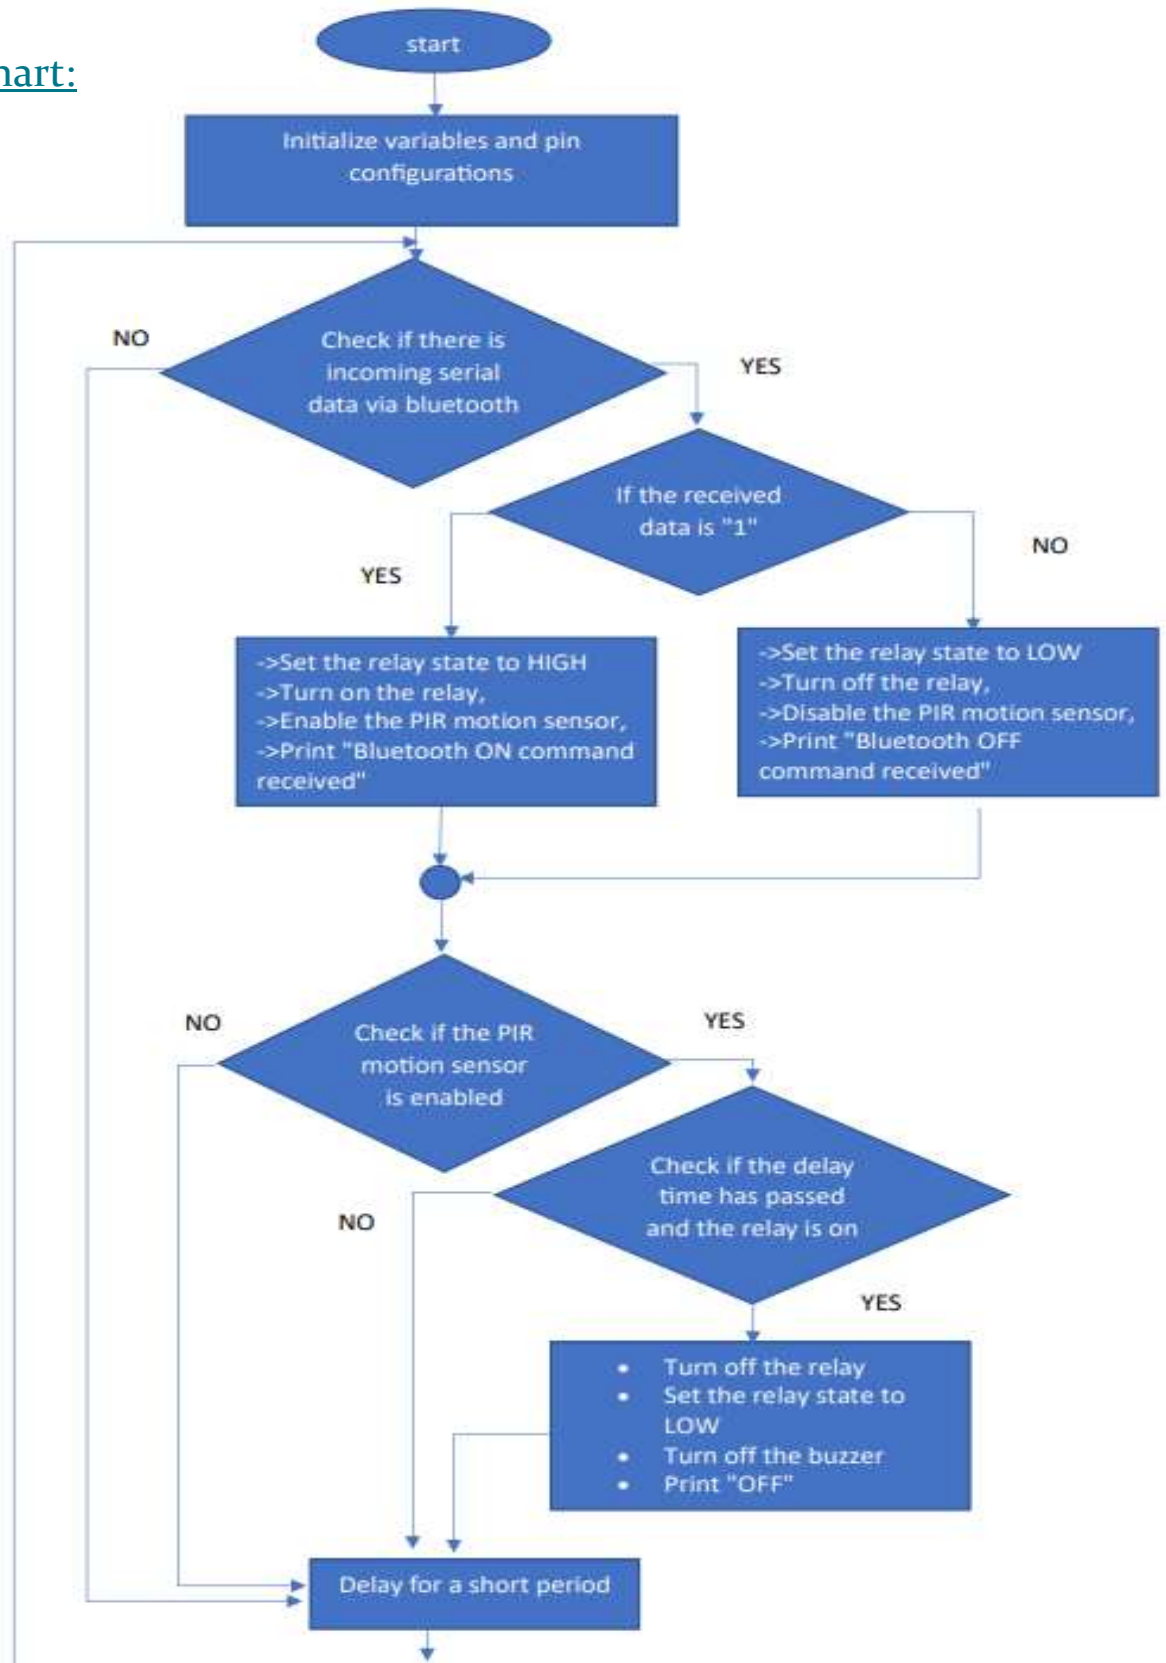 start
hart:
Initialize variables and pin
configurations
NO
Check if there is
incoming serial
data via bluetooth
YES
If the received
data is "1"
YES
NO
->Set the relay state to HIGH
->Turn on the relay,
->Enable the PIR motion sensor,
->Print "Bluetooth ON command
received"
->Set the relay state to LOW
->Turn off the relay,
->Disable the PIR motion sensor,
->Print "Bluetooth OFF
command received"
NO
Check if the PIR
motion sensor
is enabled
YES
NO
Check if the delay
time has passed
and the relay is on
YES
• Turn off the relay
• Set the relay state to
LOW
• Turn off the buzzer
• Print "OFF"
Delay for a short period